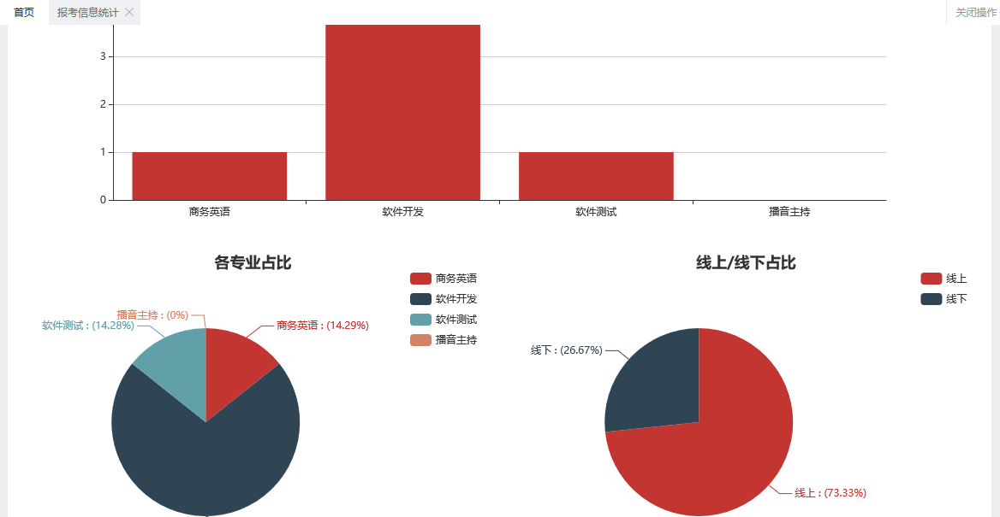 首页
报考信息统计
关闭操作
3
2
1
0
商务英语
软件开发
软件测试
播音主持
各专业占比
商务英语
软件开发
软件测试
播音主持
播音主持 : (0%)
软件测试 : (14.28%)
商务英语 : (14.29%)
线上/线下占比
线上
线下
线下 : (26.67%)
线上 : (73.33%)